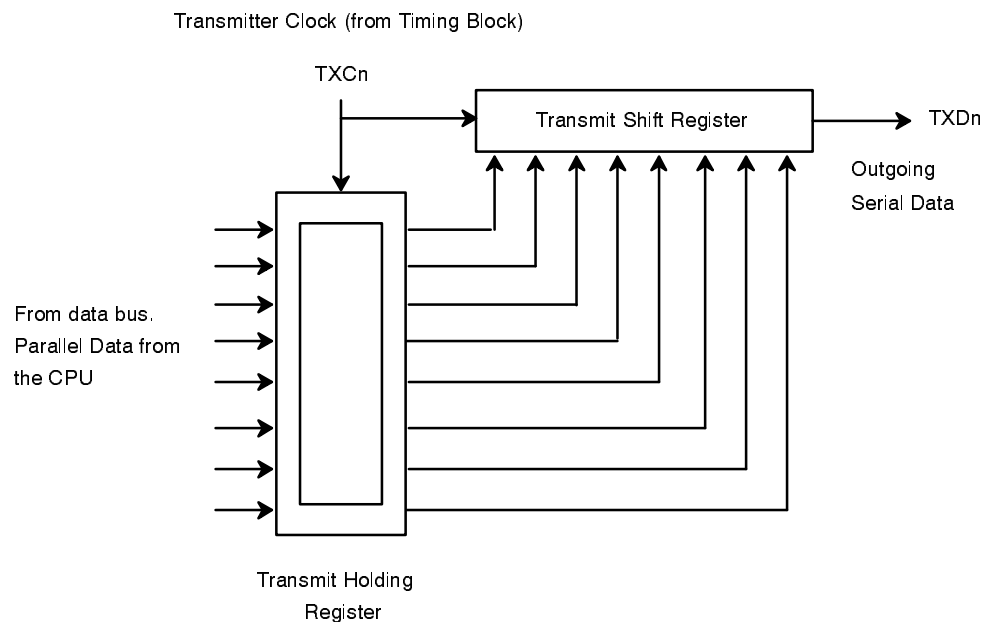 Transmitter Clock (from Timing Block)
TXCn
Transmit Shift Register
TXDn
Outgoing
Serial Data
From data bus.
Parallel Data from
the CPU
Transmit Holding
Register